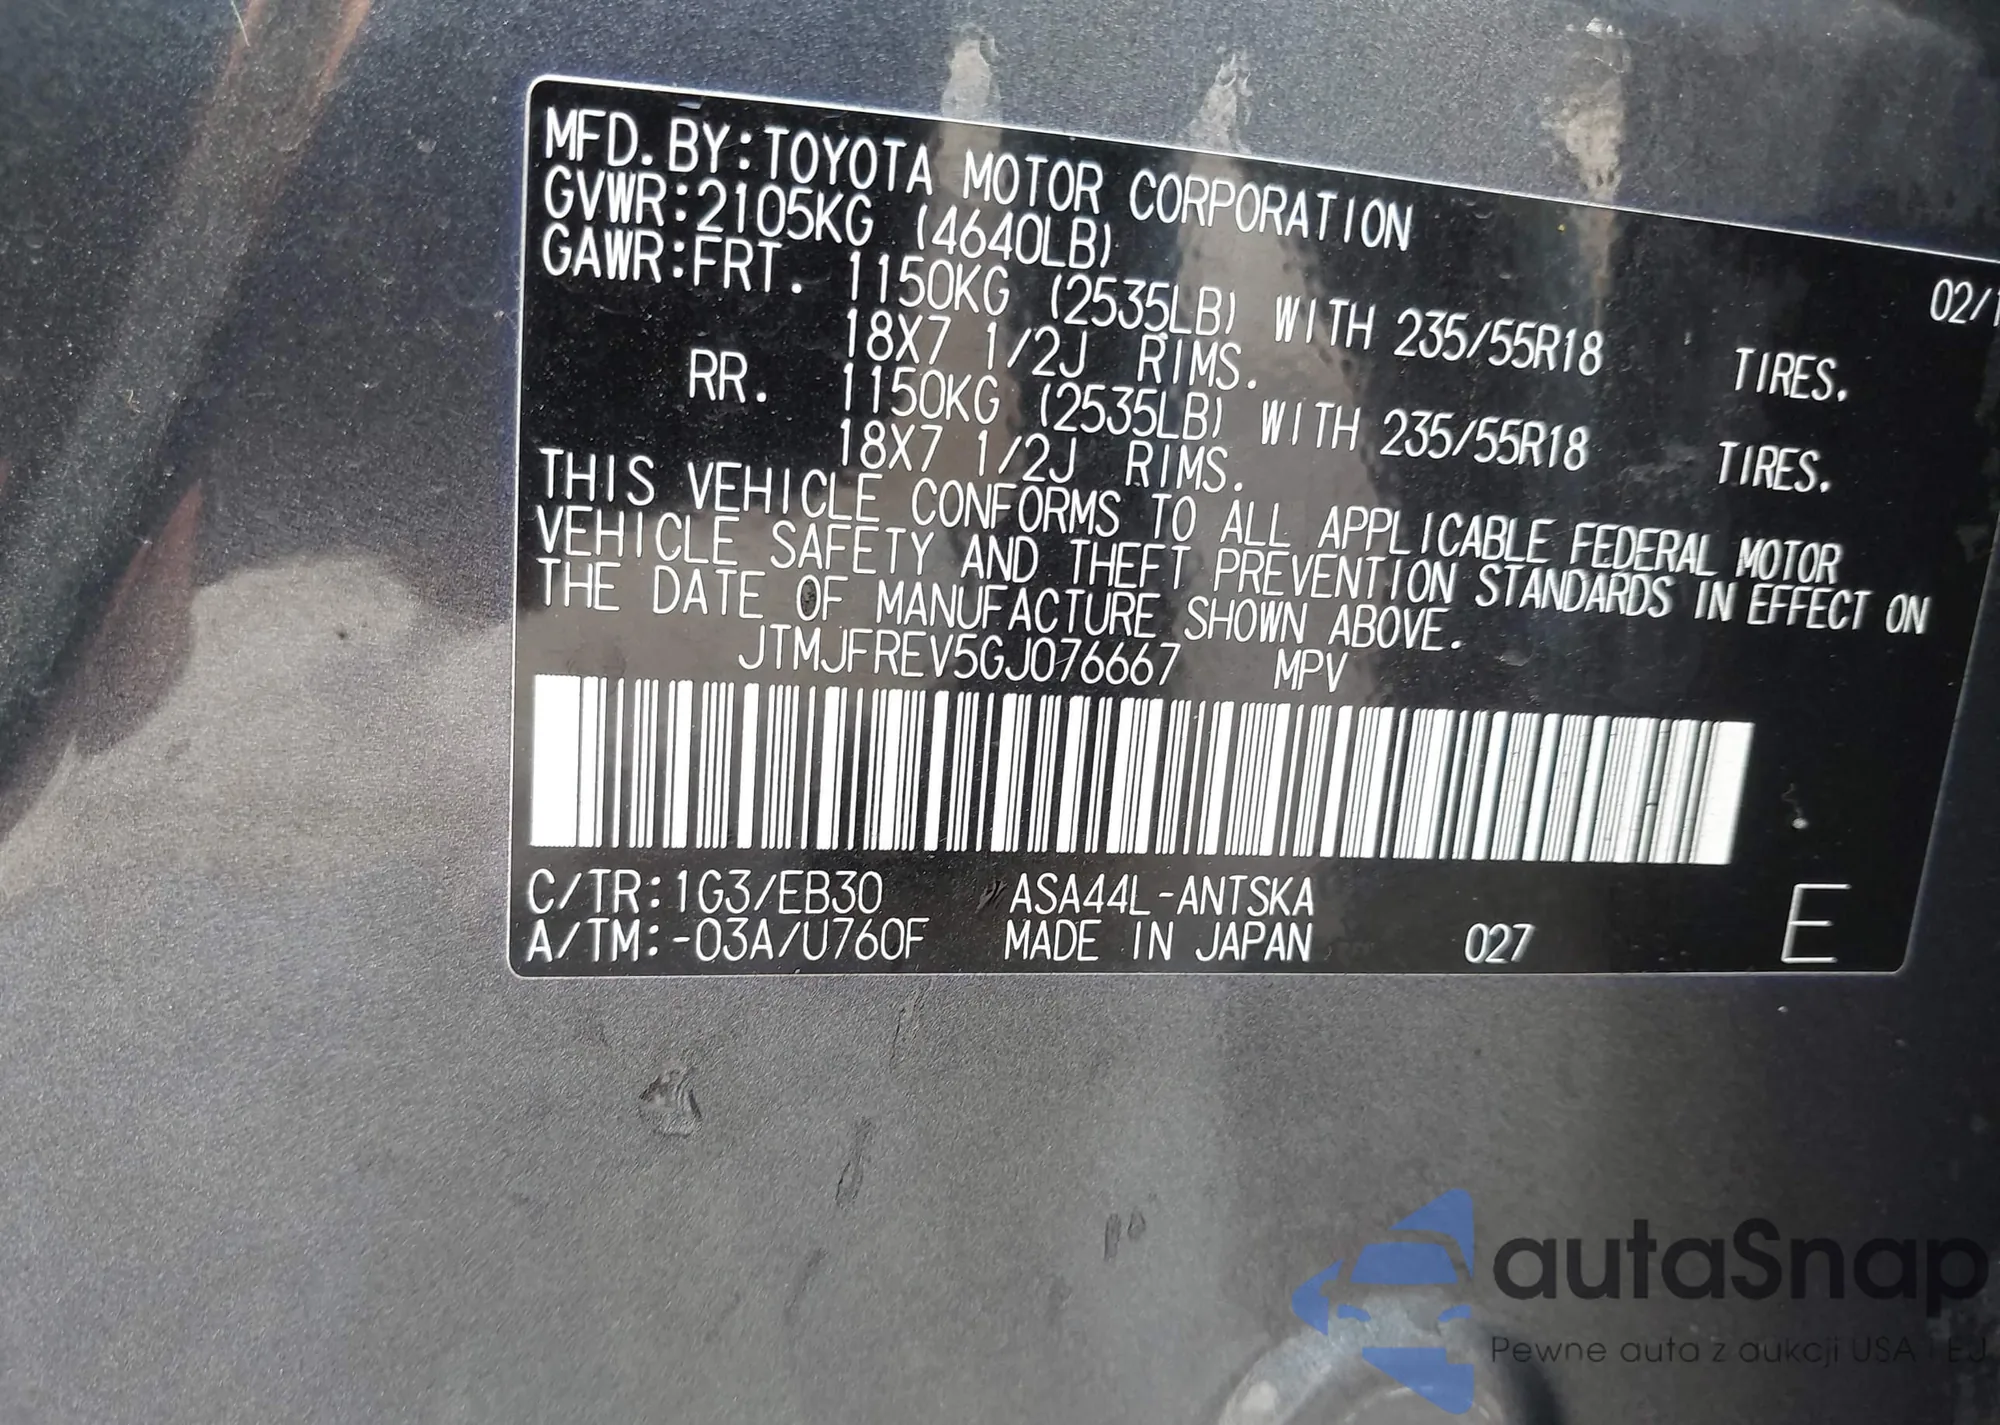 MFD. BY:TOYOTA MOTOR CORPORATION 02/1
GVWR:2105KG (4640LB)
GAWR:FRT. 1150KG (2535LB) WITH 235/55R18 TIRES.
18X7 1/2J RIMS.
RR. 1150KG (2535LB) WITH 235/55R18 TIRES.
18X7 1/2J RIMS.
THIS VEHICLE CONFORMS TO ALL APPLICABLE FEDERAL MOTOR
VEHICLE SAFETY AND THEFT PREVENTION STANDARDS IN EFFECT ON
THE DATE OF MANUFACTURE SHOWN ABOVE.
JTMJFREV5GJ076667 MPV
C/TR:1G3/EB30 ASA44L-ANTSKA
A/TM:-03A/U760F MADE IN JAPAN 027 E
autaSnap
Pewne auta z aukcji USA i EU